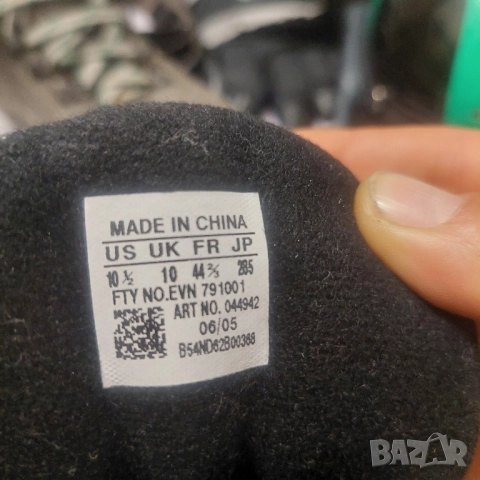 MADE IN CHINA
US UK FR JP
10 ½ 10 44 ⅔ 285
FTY NO.EVN 791001
ART NO. 044942
06/05
B54ND62B00368
BAZAR